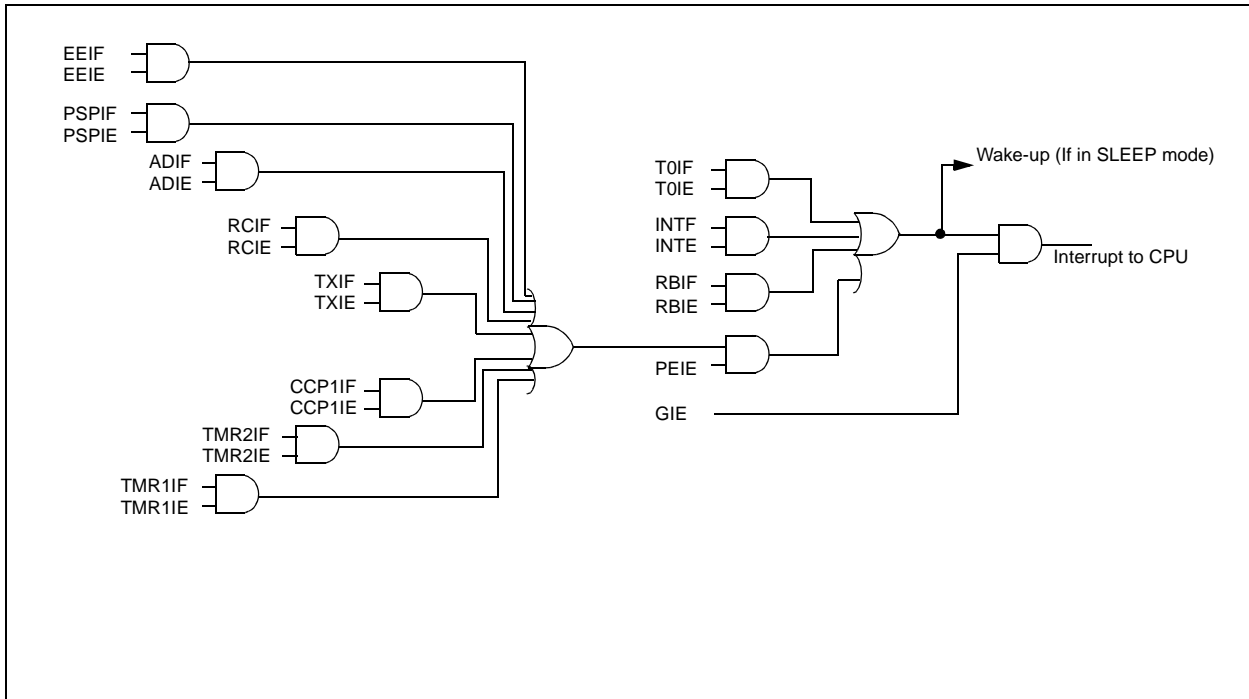 EEIF
EEIE
PSPIF
PSPIE
ADIF
ADIE
RCIF
RCIE
TXIF
TXIE
CCP1IF
CCP1IE
TMR2IF
TMR2IE
TMR1IF
TMR1IE
T0IF
T0IE
INTF
INTE
RBIF
RBIE
PEIE
GIE
Wake-up (If in SLEEP mode)
Interrupt to CPU